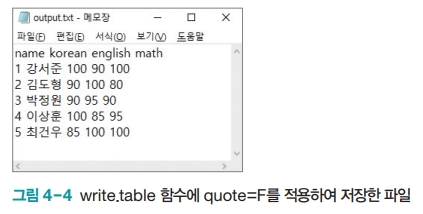 output.txt - 메모장
파일(F) 편집(E) 서식(O) 보기(V) 도움말
name korean english math
1 강서준 100 90 100
2 김도형 90 100 80
3 박정원 90 95 90
4 이상훈 100 85 95
5 최건우 85 100 100
그림 4-4 write.table 함수에 quote=F를 적용하여 저장한 파일